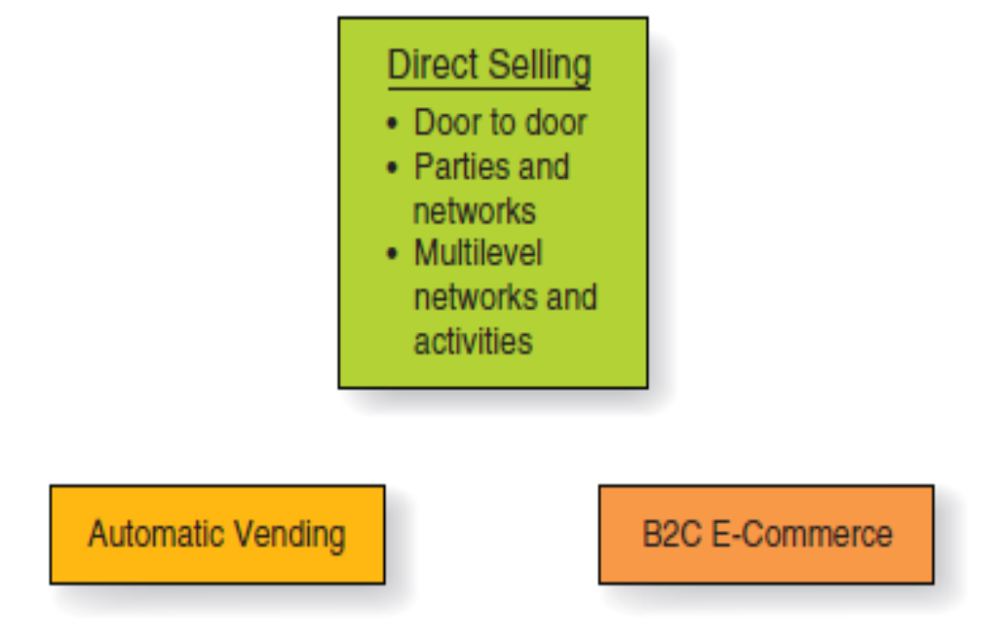 Direct Selling
• Door to door
• Parties and
networks
• Multilevel
networks and
activities
Automatic Vending
B2C E-Commerce